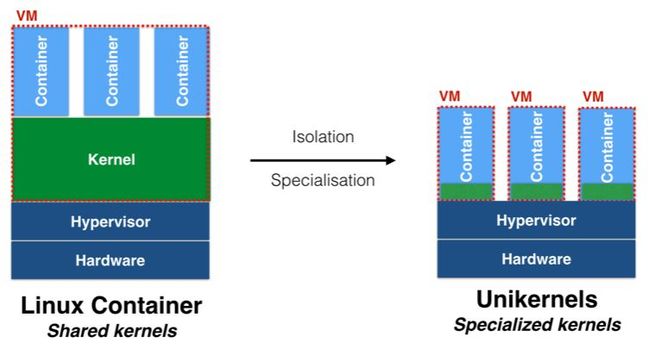 VM
Container
Container
Container
Kernel
Hypervisor
Hardware
Linux Container
Shared kernels
Isolation
Specialisation
VM
VM
VM
Container
Container
Container
Hypervisor
Hardware
Unikernels
Specialized kernels